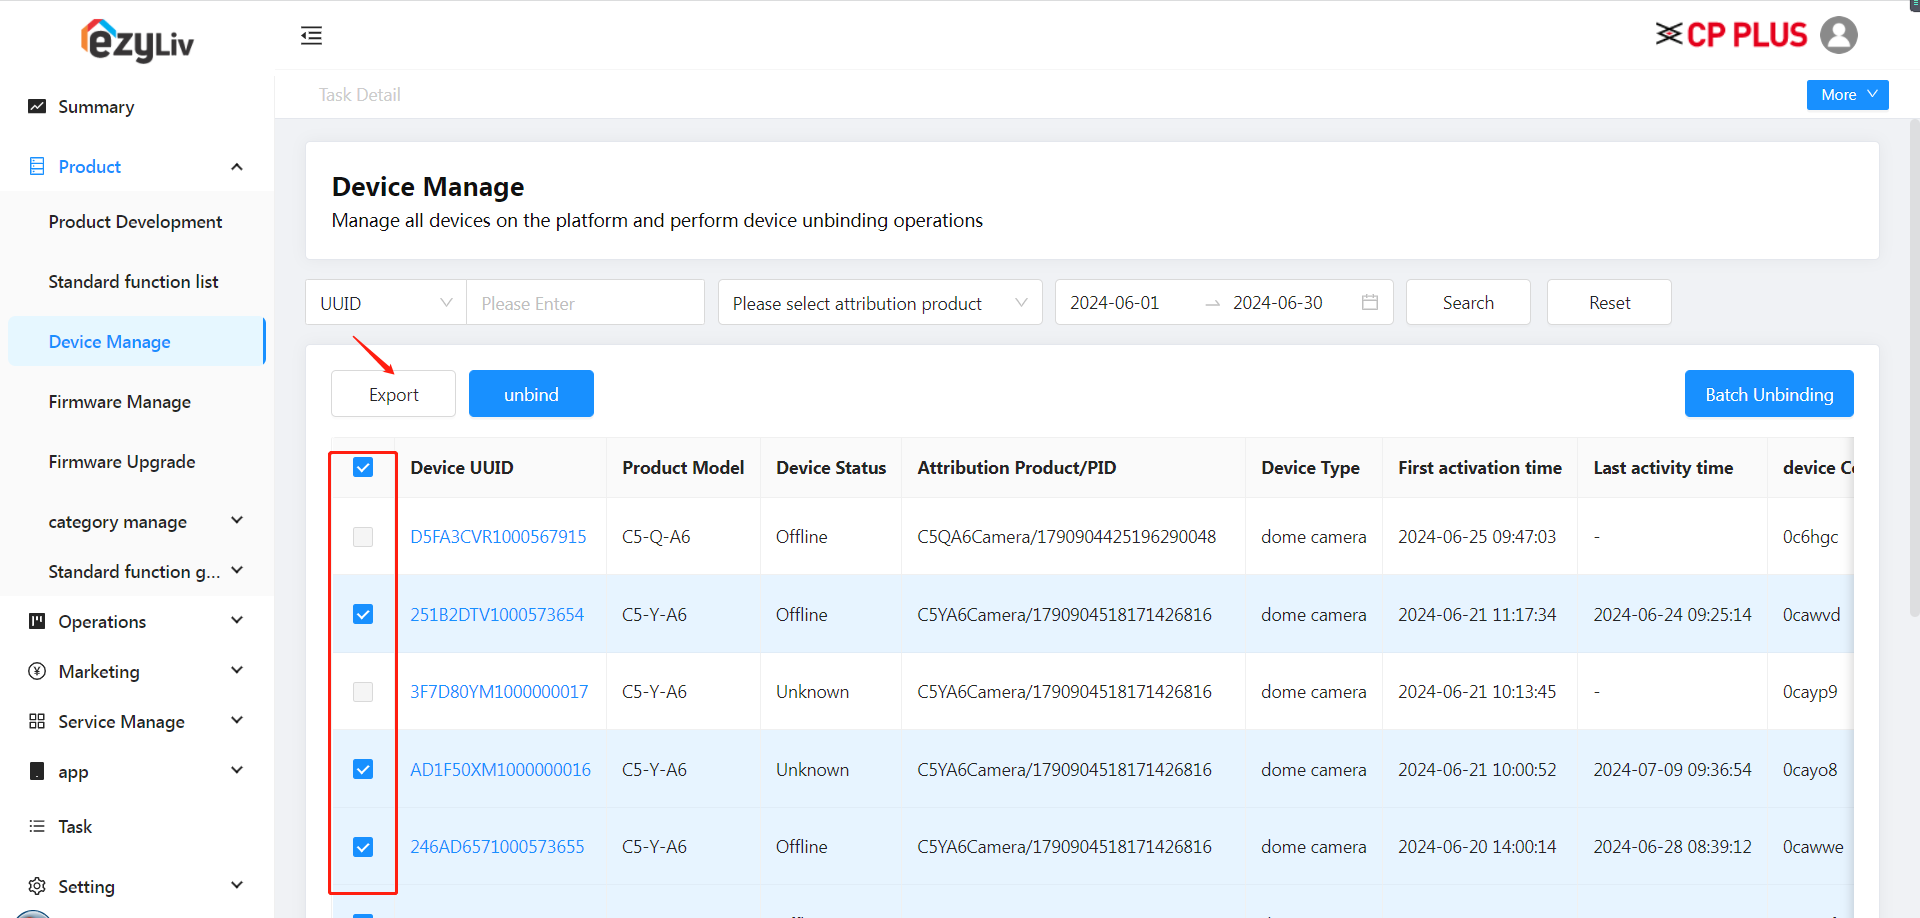 ezyLiv
CP PLUS
Task Detail
More
Summary
Product
Product Development
Standard function list
Device Manage
Firmware Manage
Firmware Upgrade
category manage
Standard function g...
Operations
Marketing
Service Manage
app
Task
Setting
Device Manage
Manage all devices on the platform and perform device unbinding operations
UUID Please Enter Please select attribution product 2024-06-01 → 2024-06-30 Search Reset
Export unbind Batch Unbinding
Device UUID Product Model Device Status Attribution Product/PID Device Type First activation time Last activity time device Co
D5FA3CVR1000567915 C5-Q-A6 Offline C5QA6Camera/1790904425196290048 dome camera 2024-06-25 09:47:03 - 0c6hgc
251B2DTV1000573654 C5-Y-A6 Offline C5YA6Camera/1790904518171426816 dome camera 2024-06-21 11:17:34 2024-06-24 09:25:14 0cawvd
3F7D80YM1000000017 C5-Y-A6 Unknown C5YA6Camera/1790904518171426816 dome camera 2024-06-21 10:13:45 - 0cayp9
AD1F50XM1000000016 C5-Y-A6 Unknown C5YA6Camera/1790904518171426816 dome camera 2024-06-21 10:00:52 2024-07-09 09:36:54 0cayo8
246AD6571000573655 C5-Y-A6 Offline C5YA6Camera/1790904518171426816 dome camera 2024-06-20 14:00:14 2024-06-28 08:39:12 0cawwe